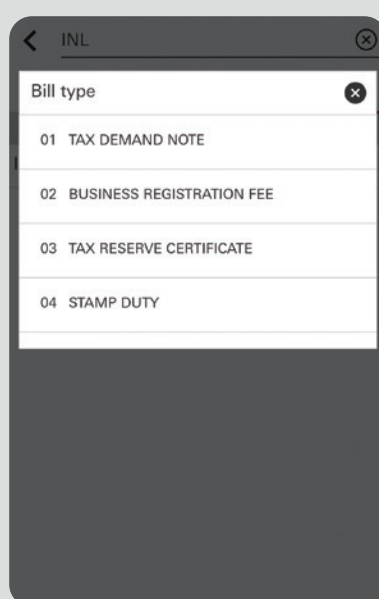 INL
Bill type
01 TAX DEMAND NOTE
02 BUSINESS REGISTRATION FEE
03 TAX RESERVE CERTIFICATE
04 STAMP DUTY